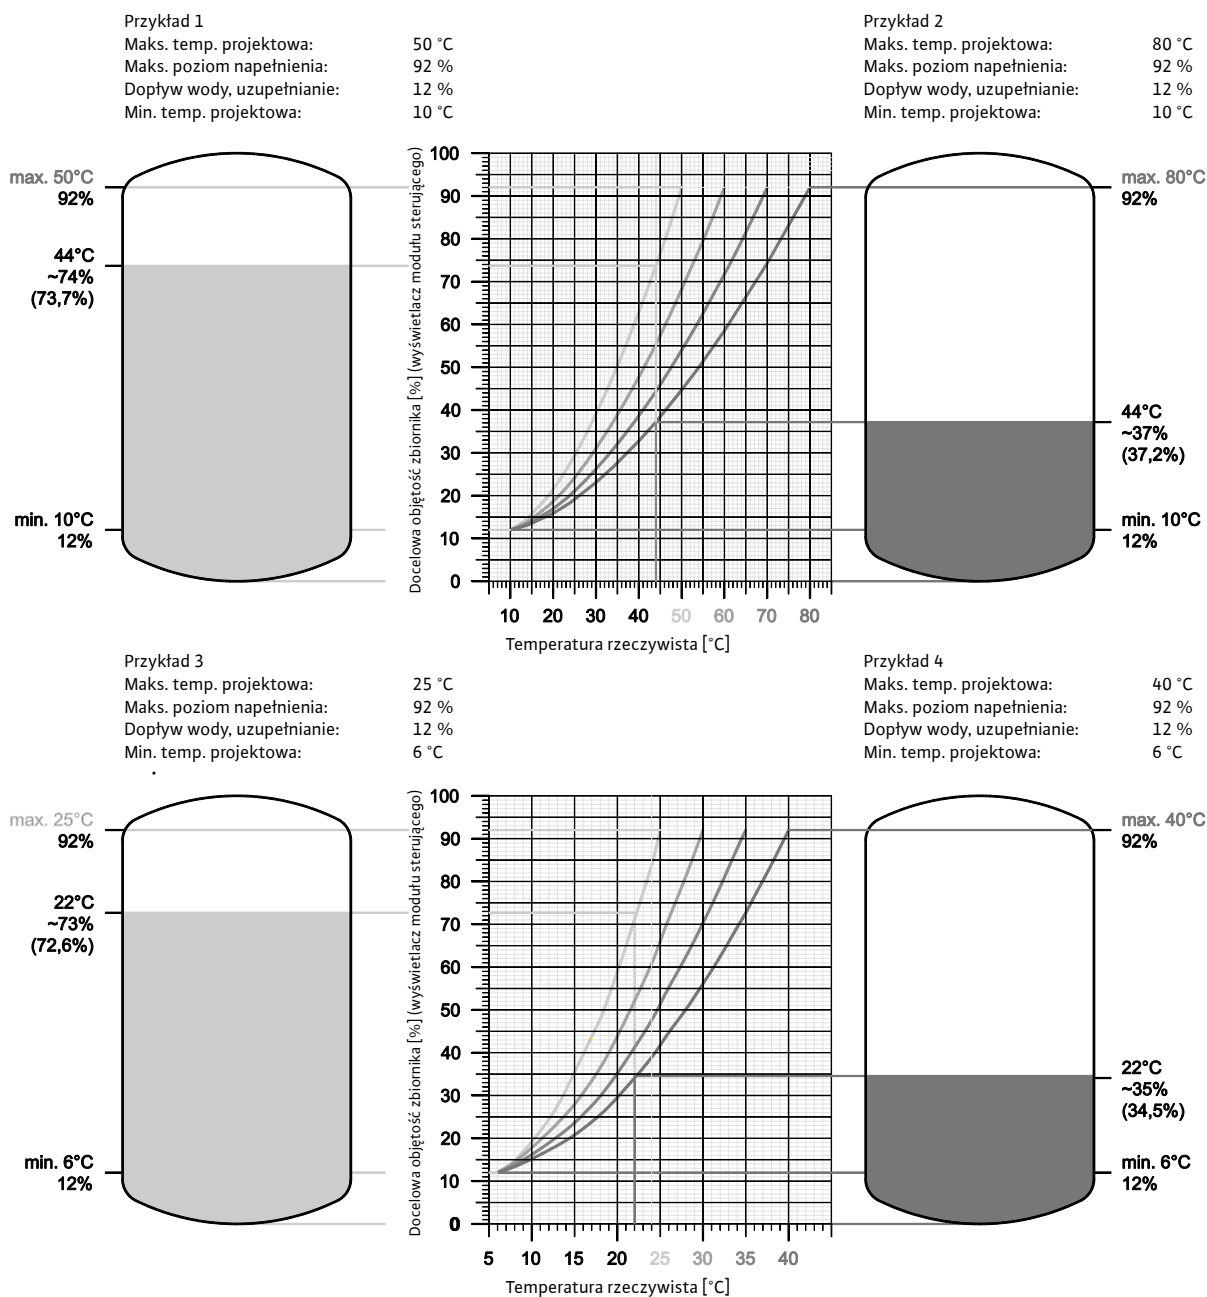 Przykład 1
Maks. temp. projektowa: 50 °C
Maks. poziom napełnienia: 92 %
Dopływ wody, uzupełnianie: 12 %
Min. temp. projektowa: 10 °C
Przykład 2
Maks. temp. projektowa: 80 °C
Maks. poziom napełnienia: 92 %
Dopływ wody, uzupełnianie: 12 %
Min. temp. projektowa: 10 °C
max. 50°C
92%
44°C
~74%
(73,7%)
min. 10°C
12%
Docelowa objętość zbiornika [%] (wyświetlacz modułu sterującego)
100
90
80
70
60
50
40
30
20
10
0
10 20 30 40 50 60 70 80
Temperatura rzeczywista [°C]
max. 80°C
92%
44°C
~37%
(37,2%)
min. 10°C
12%
Przykład 3
Maks. temp. projektowa: 25 °C
Maks. poziom napełnienia: 92 %
Dopływ wody, uzupełnianie: 12 %
Min. temp. projektowa: 6 °C
Przykład 4
Maks. temp. projektowa: 40 °C
Maks. poziom napełnienia: 92 %
Dopływ wody, uzupełnianie: 12 %
Min. temp. projektowa: 6 °C
max. 25°C
92%
22°C
~73%
(72,6%)
min. 6°C
12%
Docelowa objętość zbiornika [%] (wyświetlacz modułu sterującego)
100
90
80
70
60
50
40
30
20
10
0
5 10 15 20 25 30 35 40
Temperatura rzeczywista [°C]
max. 40°C
92%
22°C
~35%
(34,5%)
min. 6°C
12%